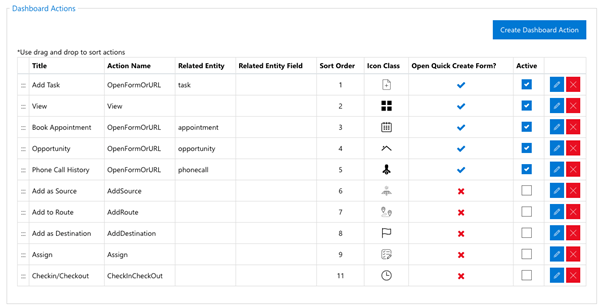 Dashboard Actions
Create Dashboard Action
*Use drag and drop to sort actions
Title Action Name Related Entity Related Entity Field Sort Order Icon Class Open Quick Create Form? Active
Add Task OpenFormOrURL task 1
View View 2
Book Appointment OpenFormOrURL appointment 3
Opportunity OpenFormOrURL opportunity 4
Phone Call History OpenFormOrURL phonecall 5
Add as Source AddSource 6
Add to Route AddRoute 7
Add as Destination AddDestination 8
Assign Assign 9
Checkin/Checkout CheckInCheckOut 11